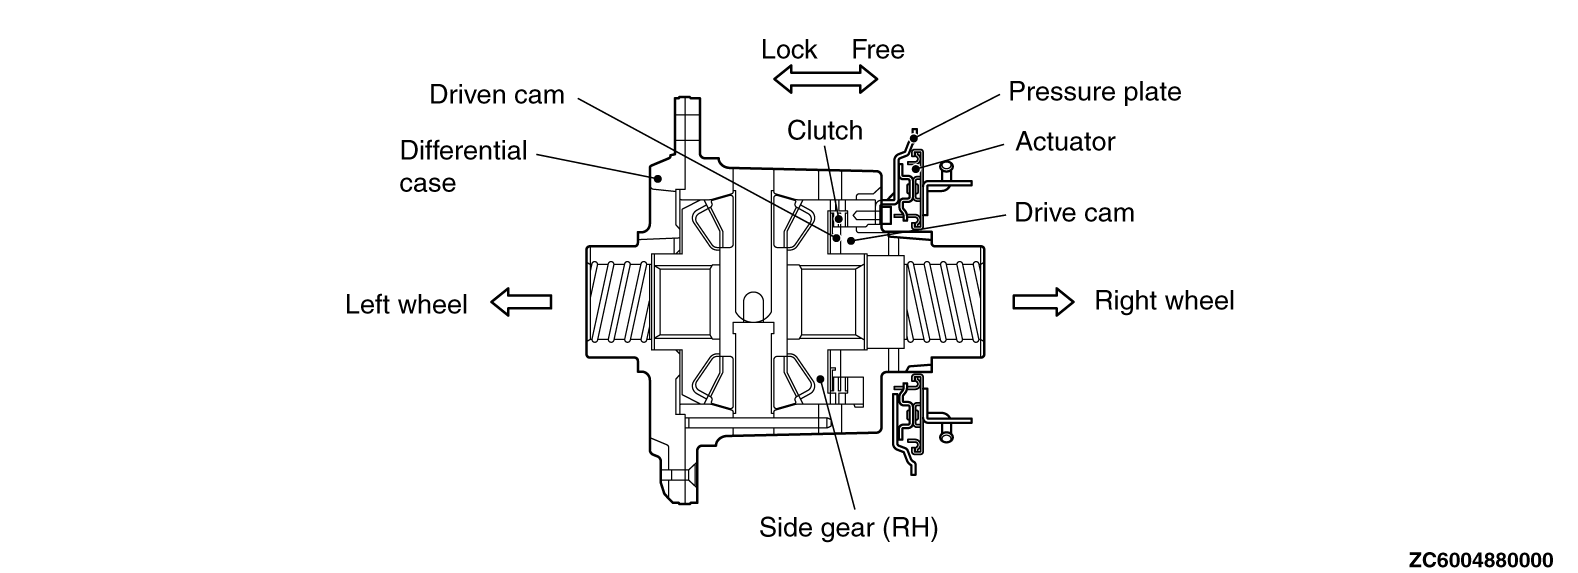 Lock Free
Driven cam
Pressure plate
Clutch
Actuator
Differential
case
Drive cam
Left wheel
Right wheel
Side gear (RH)
ZC6004880000